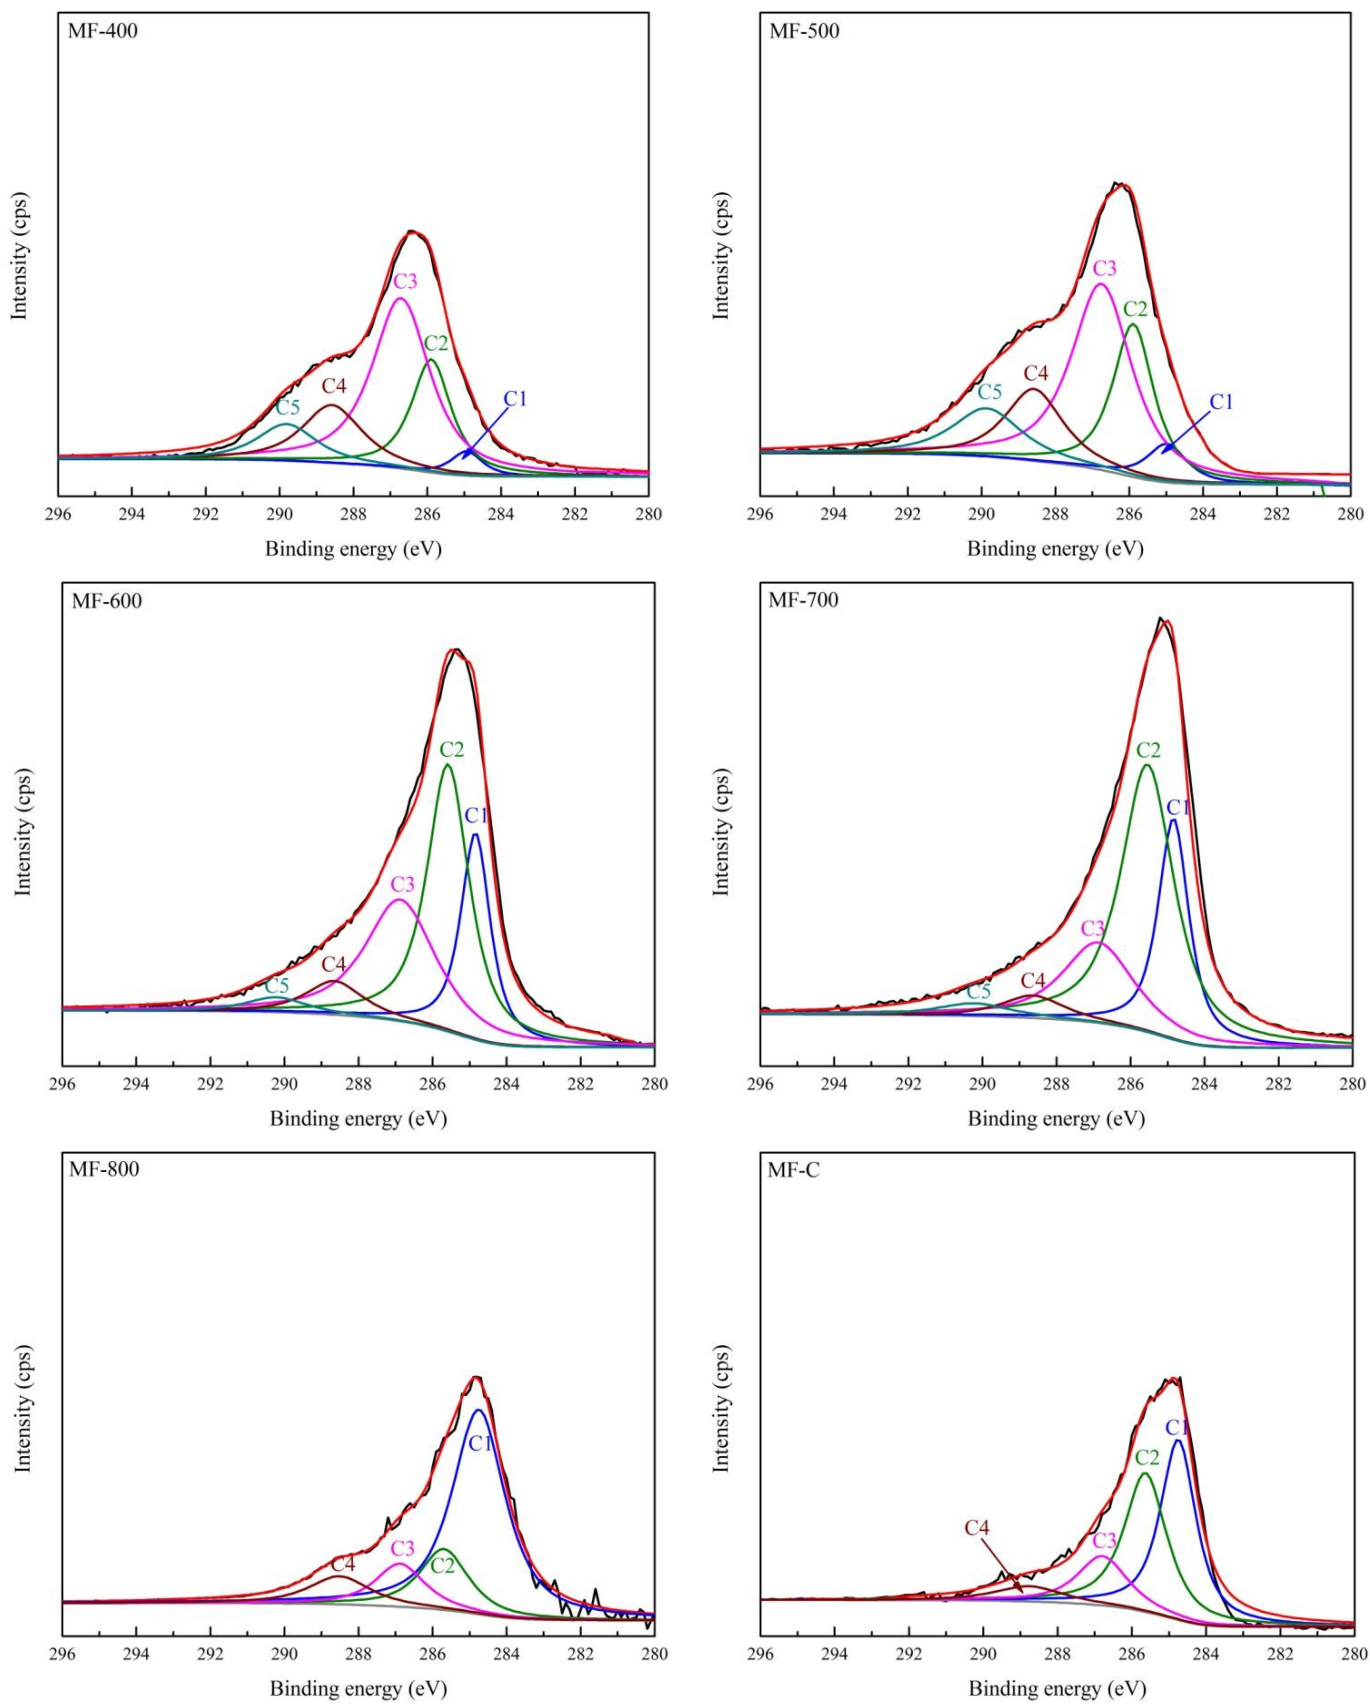 MF-400
C3
C2
C4
C5
C1
Intensity (cps)
296 294 292 290 288 286 284 282 280
Binding energy (eV)
MF-500
C3
C2
C4
C5
C1
Intensity (cps)
296 294 292 290 288 286 284 282 280
Binding energy (eV)
MF-600
C2
C1
C3
C4
C5
Intensity (cps)
296 294 292 290 288 286 284 282 280
Binding energy (eV)
MF-700
C2
C1
C3
C4
C5
Intensity (cps)
296 294 292 290 288 286 284 282 280
Binding energy (eV)
MF-800
C1
C3
C4
C2
Intensity (cps)
296 294 292 290 288 286 284 282 280
Binding energy (eV)
MF-C
C1
C2
C4
C3
Intensity (cps)
296 294 292 290 288 286 284 282 280
Binding energy (eV)